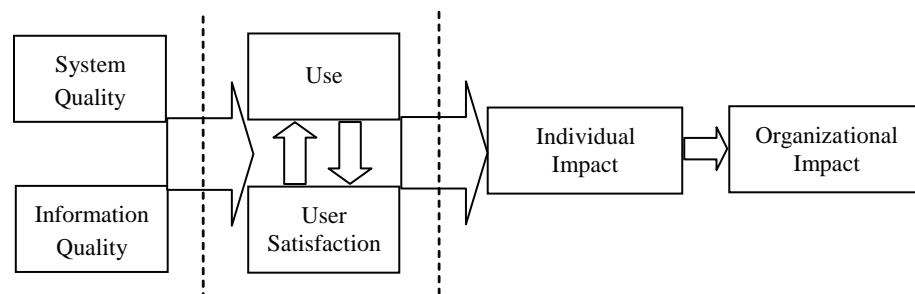 System
Quality
Information
Quality
Use
User
Satisfaction
Individual
Impact
Organizational
Impact